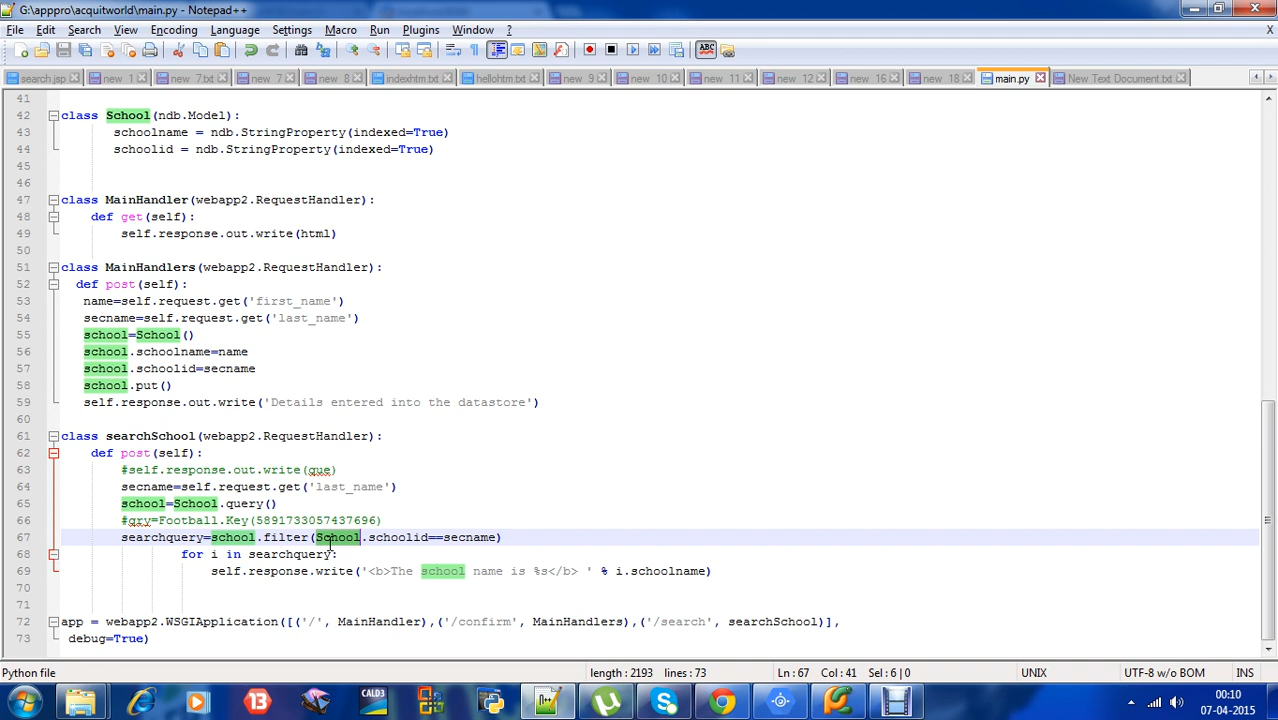 G:\apppro\acquitworld\main.py - Notepad++
File Edit Search View Encoding Language Settings Macro Run Plugins Window ? X
search.jsp new 1 new 7.txt new 7 new 8 indexhtm.txt hellohtm.txt new 9 new 10 new 11 new 12 new 16 new 18 main.py New Text Document.txt
41
42 class School(ndb.Model):
43 schoolname = ndb.StringProperty(indexed=True)
44 schoolid = ndb.StringProperty(indexed=True)
45
46
47 class MainHandler(webapp2.RequestHandler):
48 def get(self):
49 self.response.out.write(html)
50
51 class MainHandlers(webapp2.RequestHandler):
52 def post(self):
53 name=self.request.get('first_name')
54 secname=self.request.get('last_name')
55 school=School()
56 school.schoolname=name
57 school.schoolid=secname
58 school.put()
59 self.response.out.write('Details entered into the datastore')
60
61 class searchSchool(webapp2.RequestHandler):
62 def post(self):
63 #self.response.out.write(que)
64 secname=self.request.get('last_name')
65 school=School.query()
66 #qry=Football.Key(5891733057437696)
67 searchquery=school.filter(School.schoolid==secname)
68 for i in searchquery:
69 self.response.write('<b>The school name is %s</b> ' % i.schoolname)
70
71
72 app = webapp2.WSGIApplication([('/', MainHandler),('/confirm', MainHandlers),('/search', searchSchool)],
73 debug=True)
Python file length : 2193 lines : 73 Ln : 67 Col : 41 Sel : 6 | 0 UNIX UTF-8 w/o BOM INS
00:10
07-04-2015